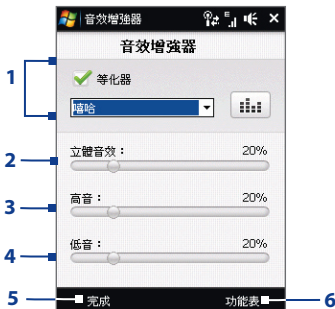 音效增強器
音效增強器
1
等化器
嘻哈
2
立體音效： 20%
3
高音： 20%
4
低音： 20%
5
完成 功能表
6